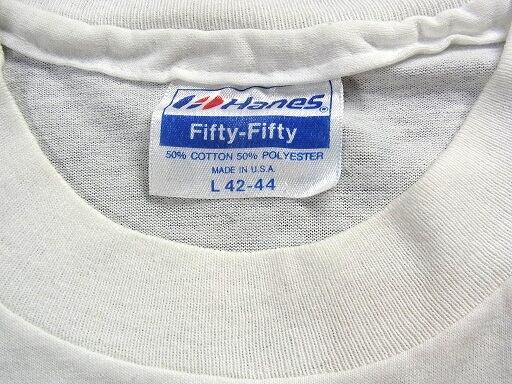 Hanes®
Fifty-Fifty
50% COTTON 50% POLYESTER
MADE IN U.S.A.
L 42-44